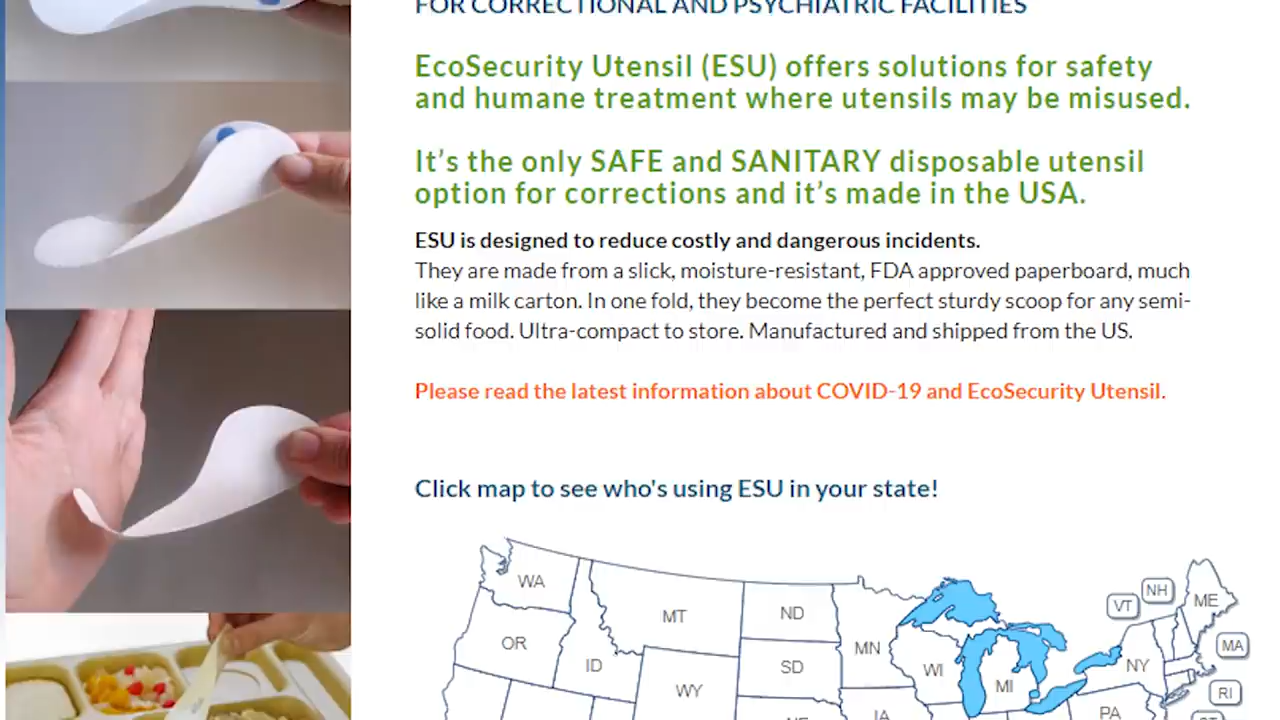 FOR CORRECTIONAL AND PSYCHIATRIC FACILITIES
EcoSecurity Utensil (ESU) offers solutions for safety
and humane treatment where utensils may be misused.
It’s the only SAFE and SANITARY disposable utensil
option for corrections and it’s made in the USA.
ESU is designed to reduce costly and dangerous incidents.
They are made from a slick, moisture-resistant, FDA approved paperboard, much
like a milk carton. In one fold, they become the perfect sturdy scoop for any semi-
solid food. Ultra-compact to store. Manufactured and shipped from the US.
Please read the latest information about COVID-19 and EcoSecurity Utensil.
Click map to see who's using ESU in your state!
WA
MT
ND
VT
NH
ME
OR
ID
SD
MN
WI
MI
NY
MA
WY
IA
PA
RI